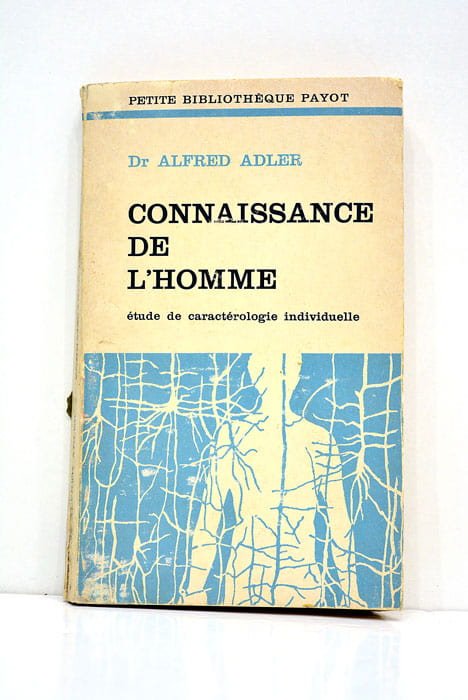 PETITE BIBLIOTHÈQUE PAYOT
Dr ALFRED ADLER
CONNAISSANCE
DE
L'HOMME
étude de caractérologie individuelle